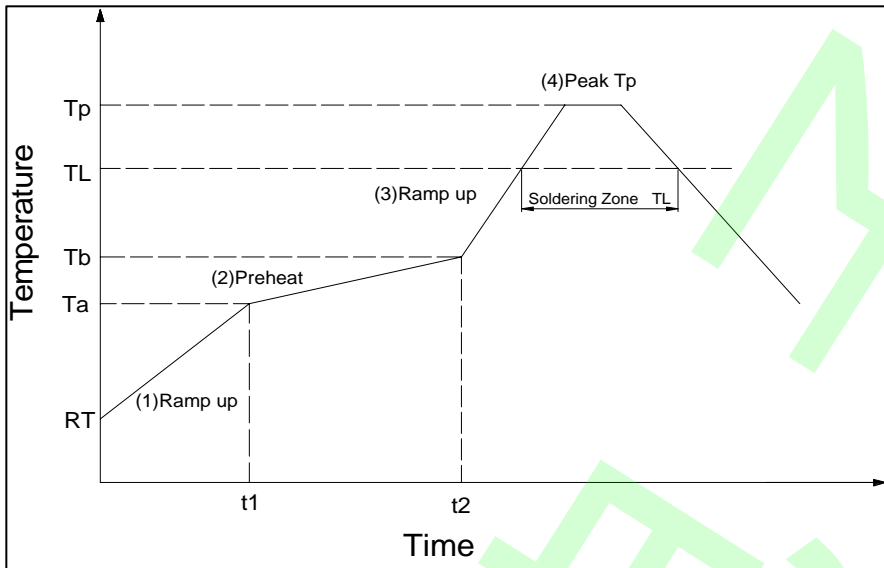 (4)Peak Tp
Tp
TL
(3)Ramp up
Soldering Zone TL
Tb
(2)Preheat
Ta
Temperature
(1)Ramp up
RT
t1
t2
Time